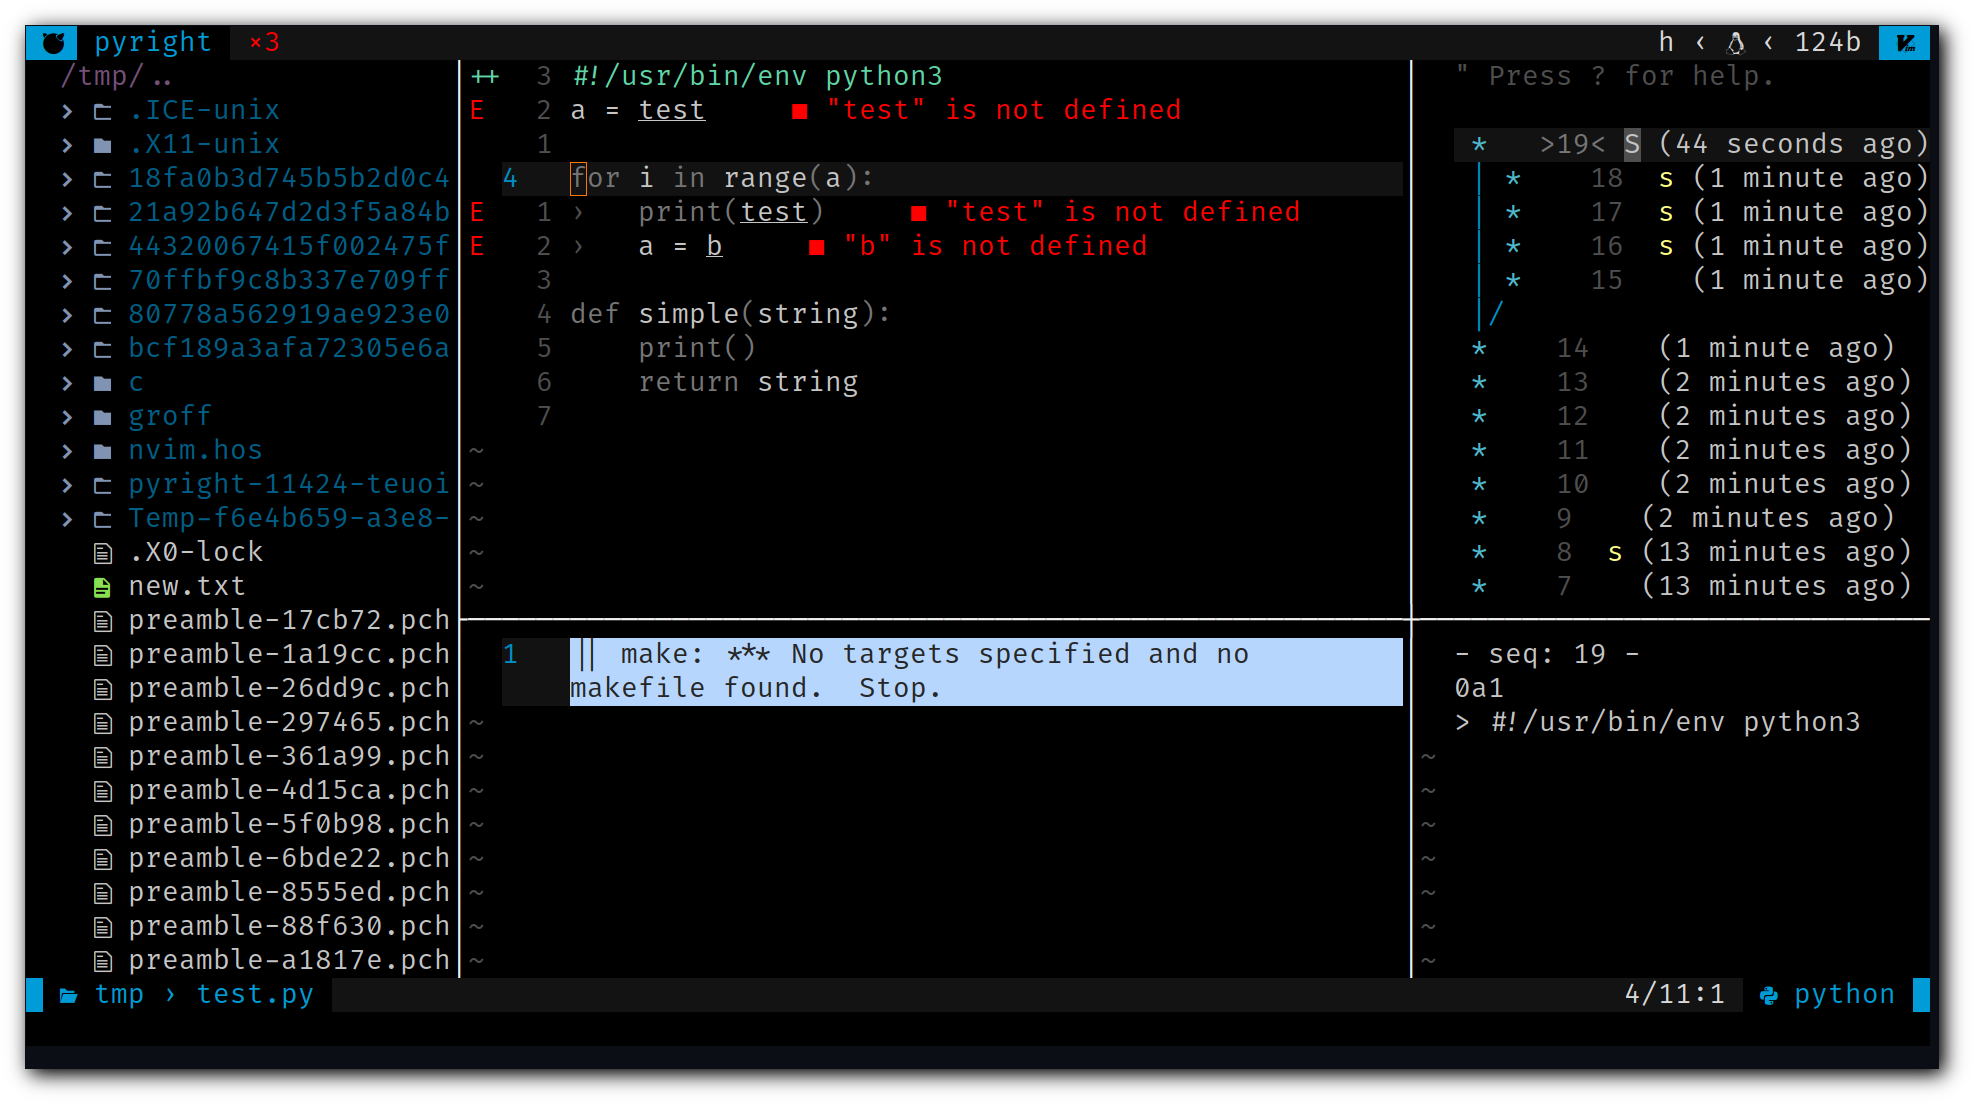 pyright ×3 h ‹ ‹ 124b
/tmp/..
.ICE-unix
.X11-unix
18fa0b3d745b5b2d0c4
21a92b647d2d3f5a84b
44320067415f002475f
70ffbf9c8b337e709ff
80778a562919ae923e0
bcf189a3afa72305e6a
c
groff
nvim.hos
pyright-11424-teuoi
Temp-f6e4b659-a3e8-
.X0-lock
new.txt
preamble-17cb72.pch
preamble-1a19cc.pch
preamble-26dd9c.pch
preamble-297465.pch
preamble-361a99.pch
preamble-4d15ca.pch
preamble-5f0b98.pch
preamble-6bde22.pch
preamble-8555ed.pch
preamble-88f630.pch
preamble-a1817e.pch
++ 3 #!/usr/bin/env python3
E 2 a = test ■ "test" is not defined
1
4 for i in range(a):
E 1 › print(test) ■ "test" is not defined
E 2 › a = b ■ "b" is not defined
3
4 def simple(string):
5 print()
6 return string
7
~
~
~
~
~
1 || make: *** No targets specified and no
makefile found.  Stop.
~
~
~
~
~
~
~
~
" Press ? for help.
* >19< S (44 seconds ago)
| * 18 s (1 minute ago)
| * 17 s (1 minute ago)
| * 16 s (1 minute ago)
| * 15 (1 minute ago)
|/
* 14 (1 minute ago)
* 13 (2 minutes ago)
* 12 (2 minutes ago)
* 11 (2 minutes ago)
* 10 (2 minutes ago)
* 9 (2 minutes ago)
* 8 s (13 minutes ago)
* 7 (13 minutes ago)
- seq: 19 -
0a1
> #!/usr/bin/env python3
~
~
~
~
~
~
~
tmp › test.py 4/11:1 python